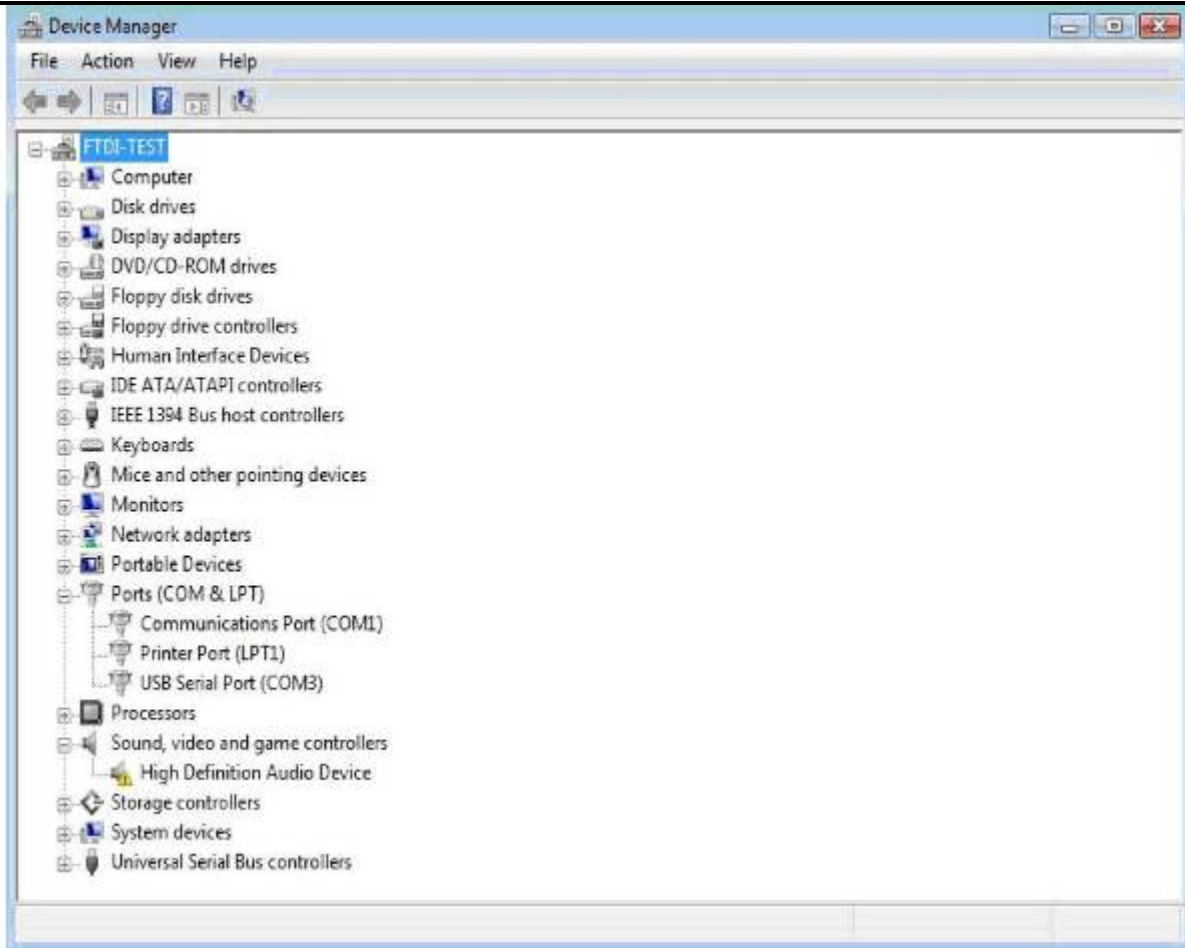 Device Manager
File Action View Help
FTDI-TEST
Computer
Disk drives
Display adapters
DVD/CD-ROM drives
Floppy disk drives
Floppy drive controllers
Human Interface Devices
IDE ATA/ATAPI controllers
IEEE 1394 Bus host controllers
Keyboards
Mice and other pointing devices
Monitors
Network adapters
Portable Devices
Ports (COM & LPT)
Communications Port (COM1)
Printer Port (LPT1)
USB Serial Port (COM3)
Processors
Sound, video and game controllers
High Definition Audio Device
Storage controllers
System devices
Universal Serial Bus controllers